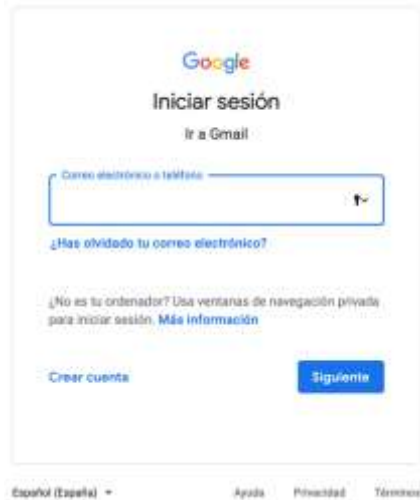 Google
Iniciar sesión
Ir a Gmail
Correo electrónico o teléfono
¿Has olvidado tu correo electrónico?
¿No es tu ordenador? Usa ventanas de navegación privada
para iniciar sesión. Más información
Crear cuenta
Siguiente
Español (España)
Ayuda
Privacidad
Términos